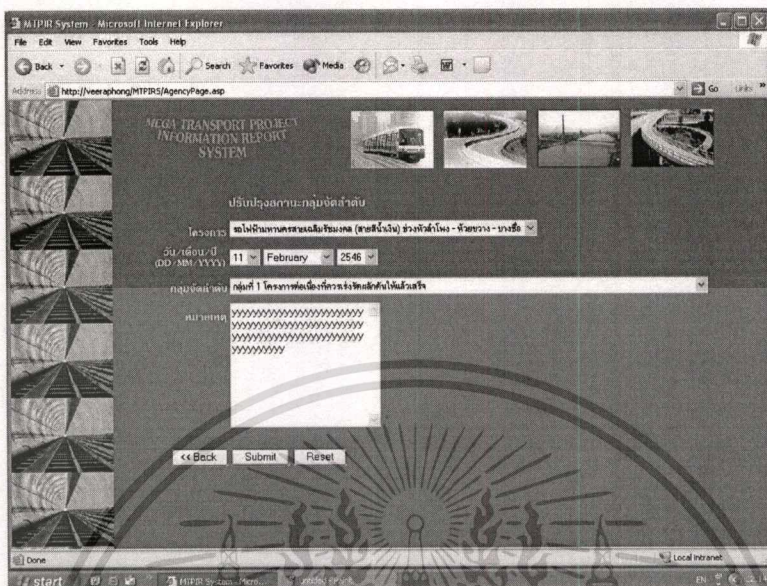 MTPIR System - Microsoft Internet Explorer
File Edit View Favorites Tools Help
Back Search Favorites Media
Address http://veeraphong/MTPIRS/AgencyPage.asp Go Links »
MEGA TRANSPORT PROJECT
INFORMATION REPORT
SYSTEM
ปรับปรุงสถานะกลุ่มจัดลำดับ
โครงการ รถไฟฟ้ามหานครสายเฉลิมรัชมงคล (สายสีน้ำเงิน) ช่วงหัวลำโพง - ห้วยขวาง - บางซื่อ
วัน/เดือน/ปี
(DD/MM/YYYY) 11 February 2546
กลุ่มจัดลำดับ กลุ่มที่ 1 โครงการต่อเนื่องที่ควรเร่งรัดผลักดันให้แล้วเสร็จ
หมายเหตุ
<< Back Submit Reset
Done Local intranet
start MTPIR System - Micro... untitled - Paint EN